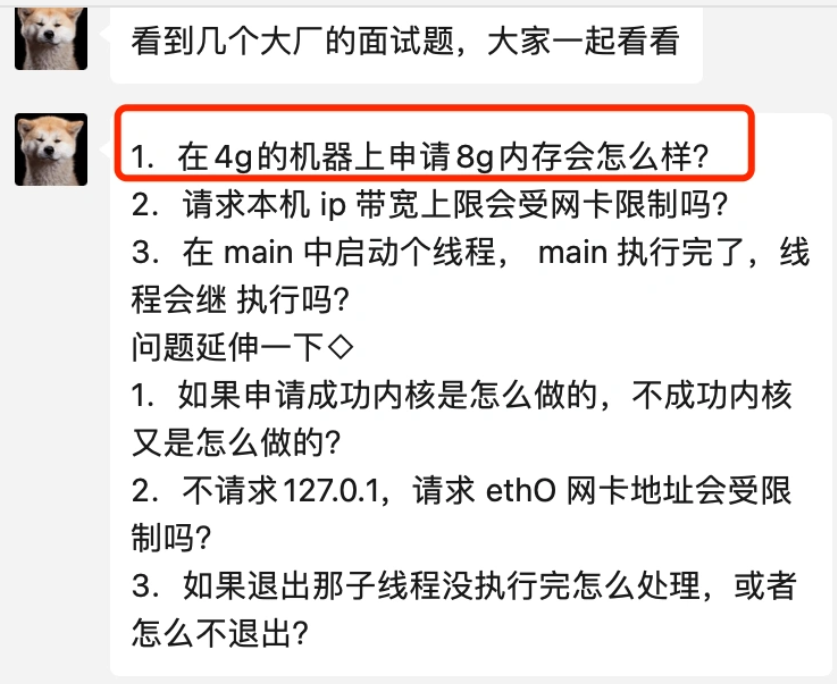 看到几个大厂的面试题，大家一起看看
1. 在4g的机器上申请8g内存会怎么样？
2. 请求本机 ip 带宽上限会受网卡限制吗？
3. 在 main 中启动个线程， main 执行完了，线
程会继 执行吗？
问题延伸一下◇
1. 如果申请成功内核是怎么做的，不成功内核
又是怎么做的？
2. 不请求127.0.1，请求 ethO 网卡地址会受限
制吗？
3. 如果退出那子线程没执行完怎么处理，或者
怎么不退出？